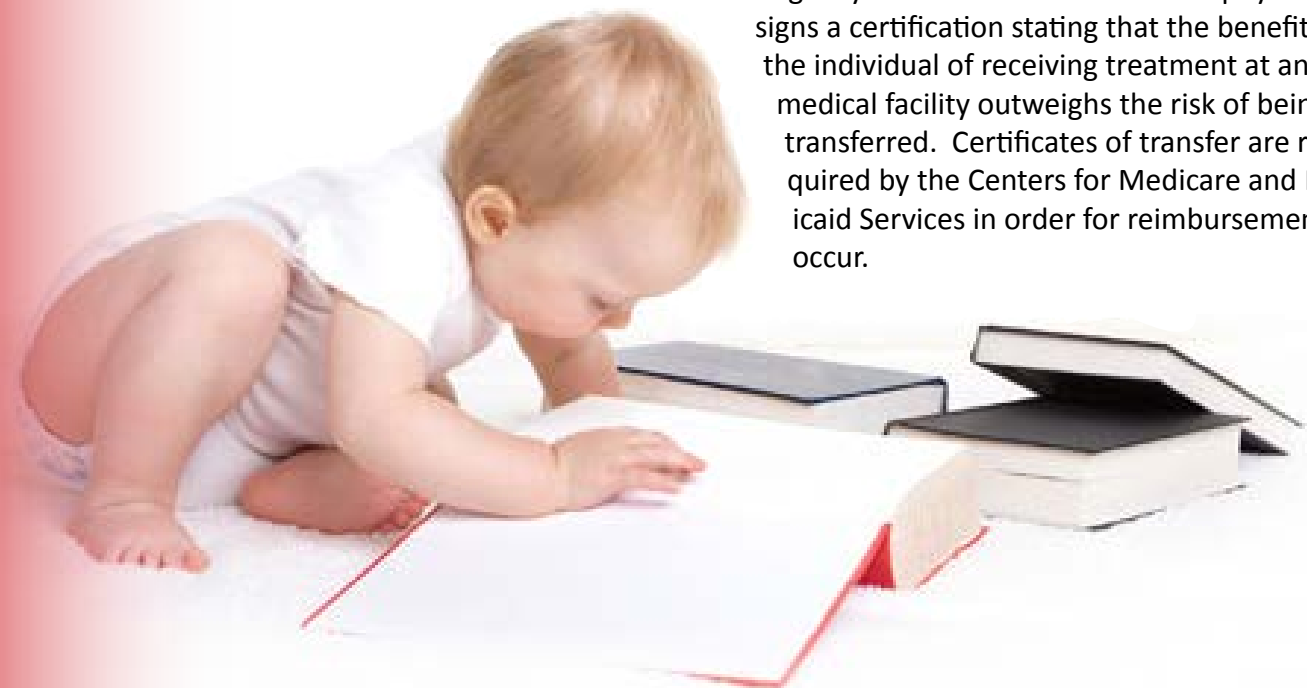 signs a certification stating that the benefit
the individual of receiving treatment at an
medical facility outweighs the risk of bein
transferred. Certificates of transfer are r
quired by the Centers for Medicare and
icaid Services in order for reimbursemen
occur.